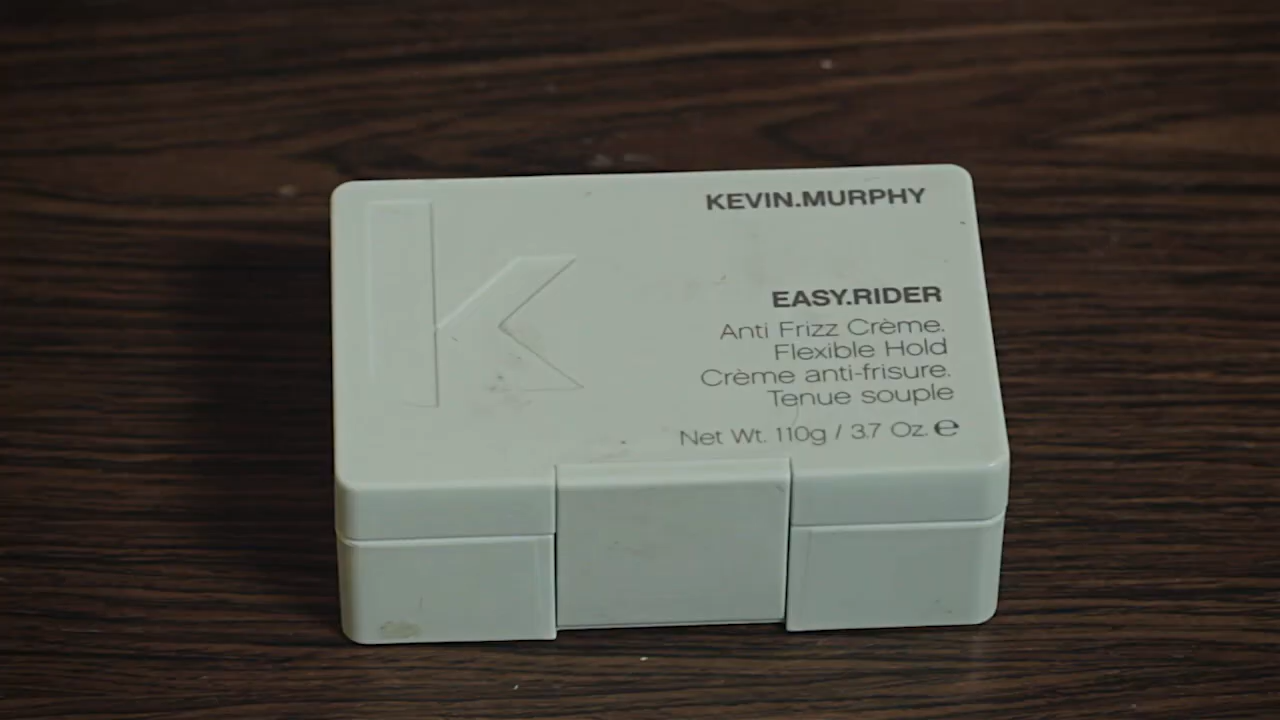 K
KEVIN.MURPHY
EASY.RIDER
Anti Frizz Crème.
Flexible Hold
Crème anti-frisure.
Tenue souple
Net Wt. 110g / 3.7 Oz. ℮